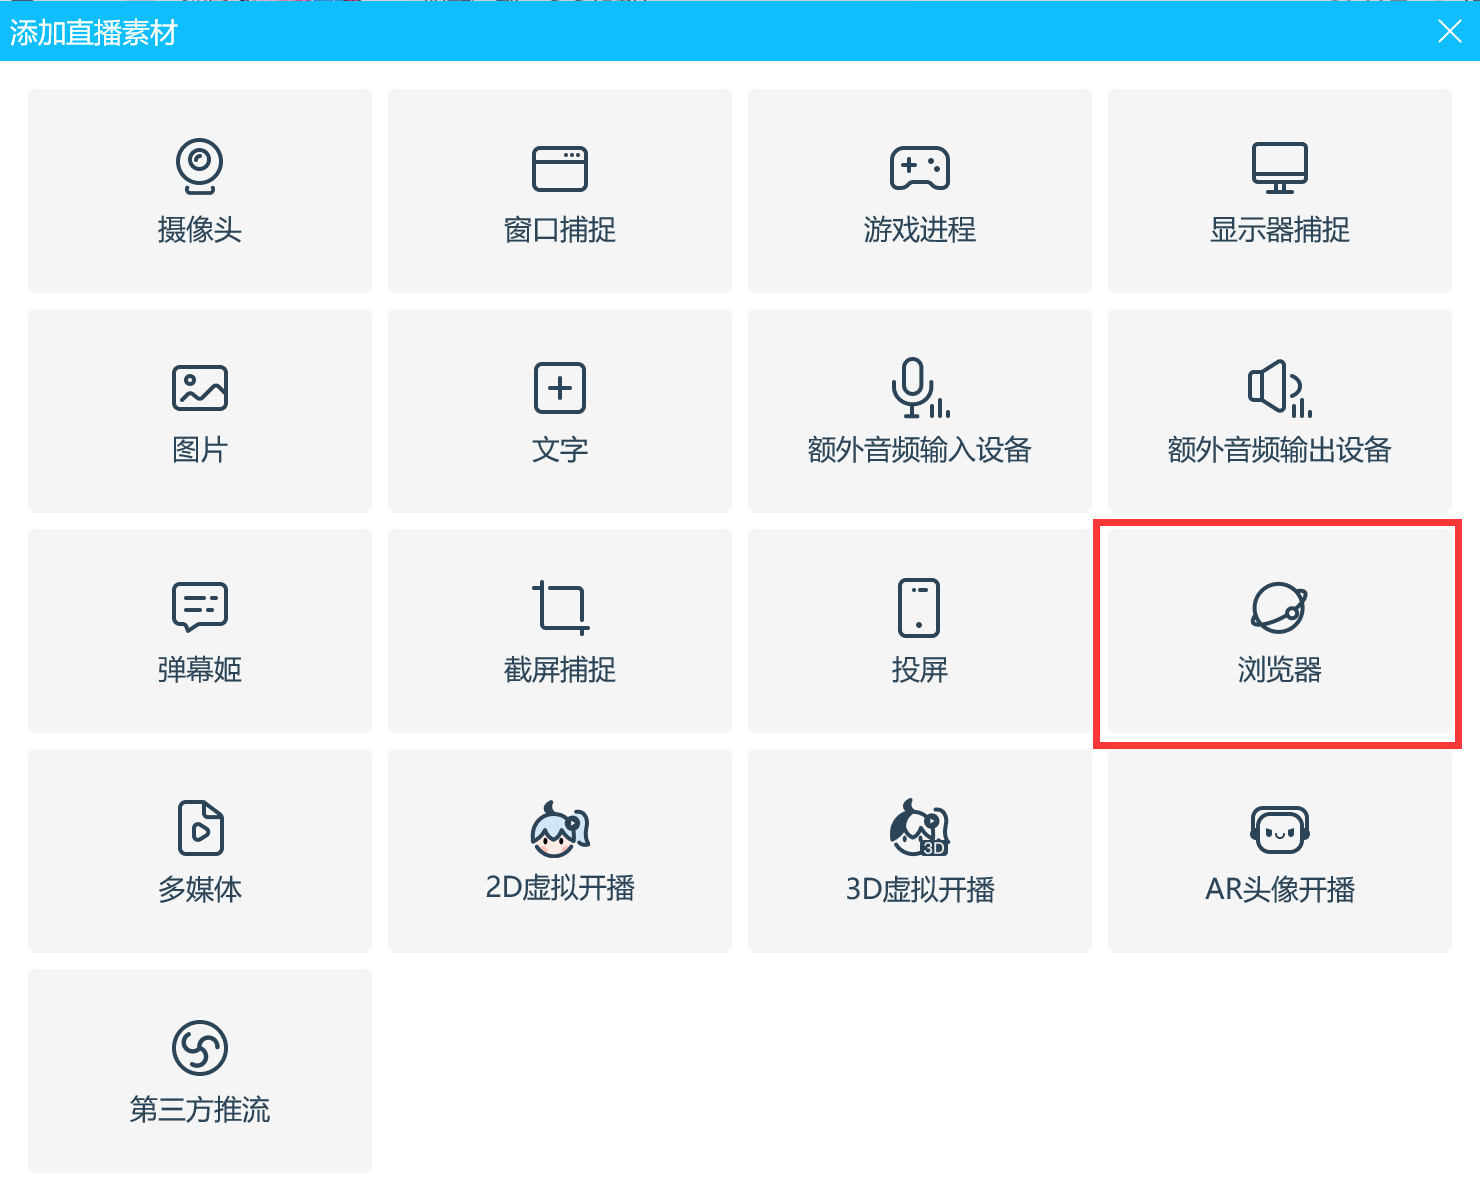 添加直播素材
摄像头
窗口捕捉
游戏进程
显示器捕捉
图片
文字
额外音频输入设备
额外音频输出设备
弹幕姬
截屏捕捉
投屏
浏览器
多媒体
2D虚拟开播
3D
3D虚拟开播
AR头像开播
第三方推流